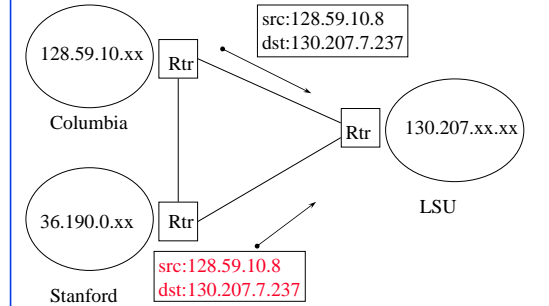 src:128.59.10.8
dst:130.207.7.237
128.59.10.xx
Rtr
Columbia
Rtr
130.207.xx.xx
LSU
36.190.0.xx
Rtr
src:128.59.10.8
dst:130.207.7.237
Stanford